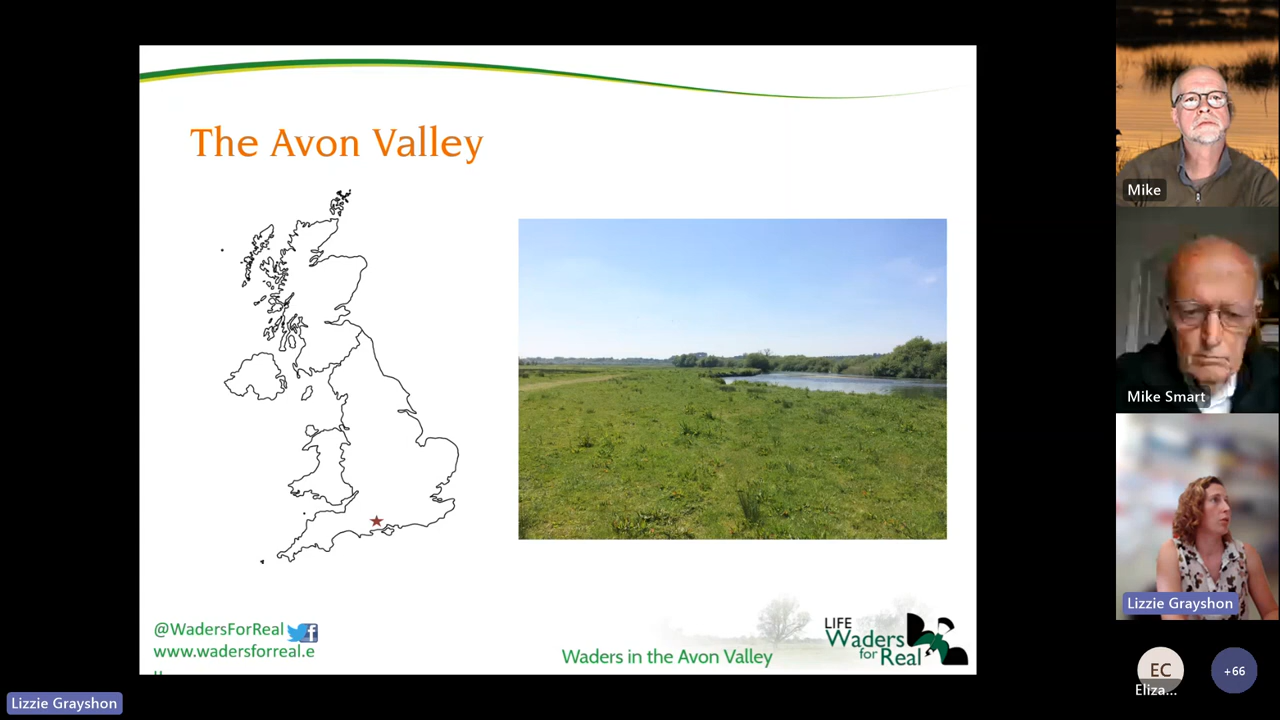 The Avon Valley
@WadersForReal
www.wadersforreal.e
Waders in the Avon Valley
LIFE
Waders
for Real
Mike
Mike Smart
Lizzie Grayshon
EC
Eliza...
+66
Lizzie Grayshon